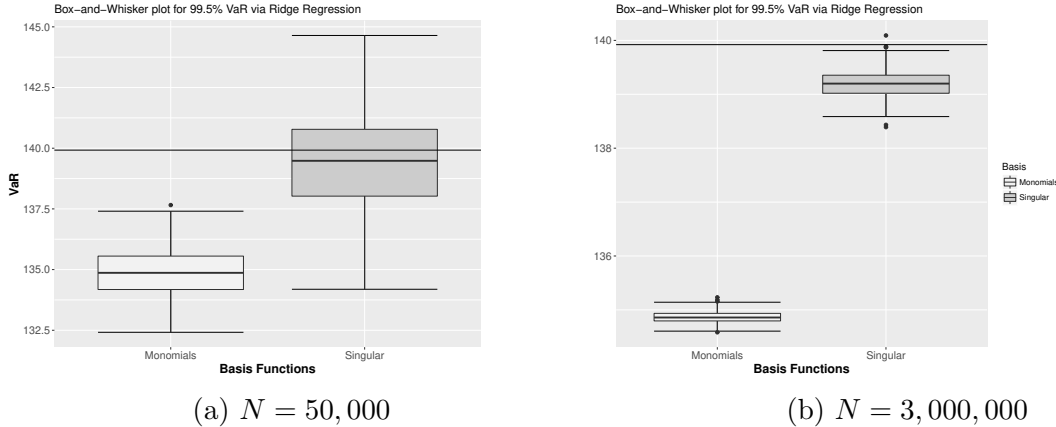 Box−and−Whisker plot for 99.5% VaR via Ridge Regression
145.0
142.5
140.0
137.5
135.0
132.5
VaR
Monomials Singular
Basis Functions
(a) N = 50,000
Box−and−Whisker plot for 99.5% VaR via Ridge Regression
140
138
136
Monomials Singular
Basis Functions
Basis
Monomials
Singular
(b) N = 3,000,000